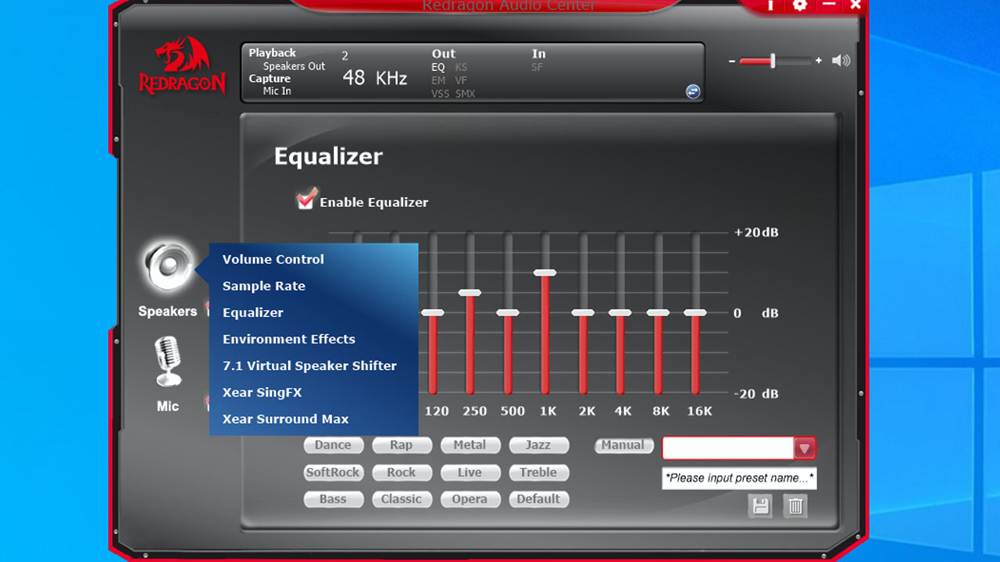 Redragon Audio Center
REDRAGON
Playback
Speakers Out
Capture
Mic In
2
48 KHz
Out
EQ KS
EM VF
VSS SMX
In
SF
- +
Equalizer
Enable Equalizer
+20dB
0 dB
-20 dB
Speakers
Mic
Volume Control
Sample Rate
Equalizer
Environment Effects
7.1 Virtual Speaker Shifter
Xear SingFX
Xear Surround Max
120 250 500 1K 2K 4K 8K 16K
Dance Rap Metal Jazz Manual
SoftRock Rock Live Treble
*Please input preset name...*
Bass Classic Opera Default